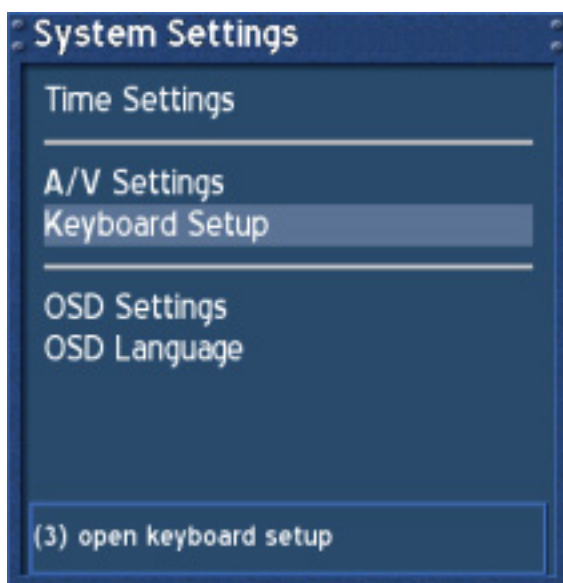 System Settings
Time Settings
A/V Settings
Keyboard Setup
OSD Settings
OSD Language
(3) open keyboard setup